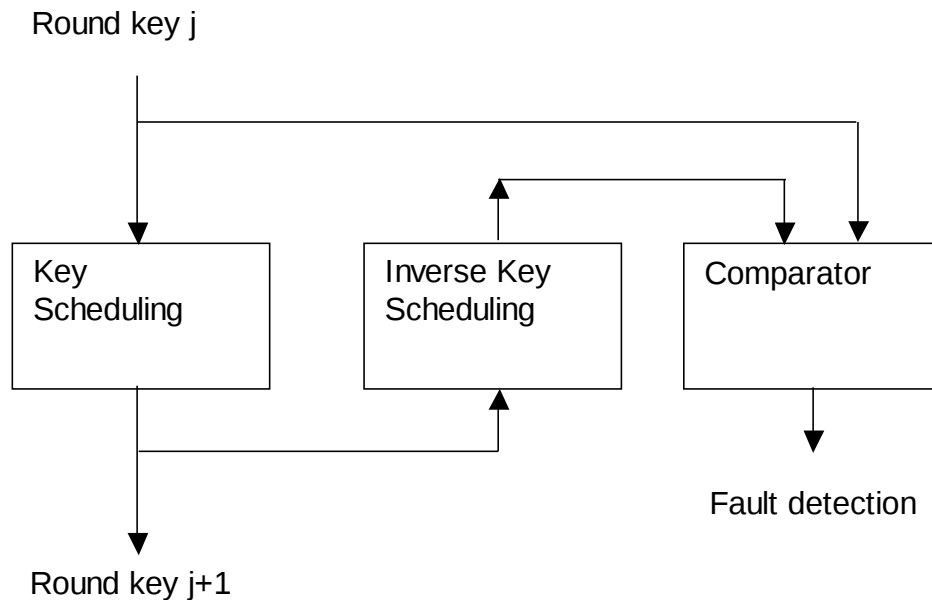 Round key j
Key
Scheduling
Inverse Key
Scheduling
Comparator
Fault detection
Round key j+1